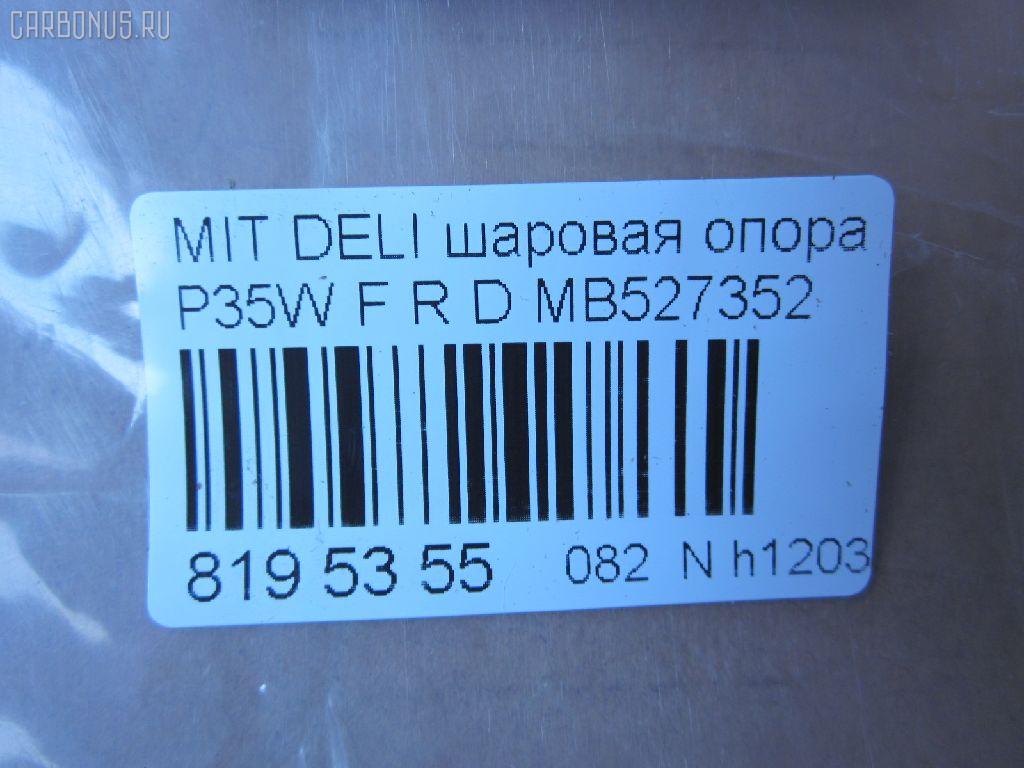 CARBONUS.RU
MIT DELI шаровая опора
P35W F R D MB527352
819 53 55 082 N h1203